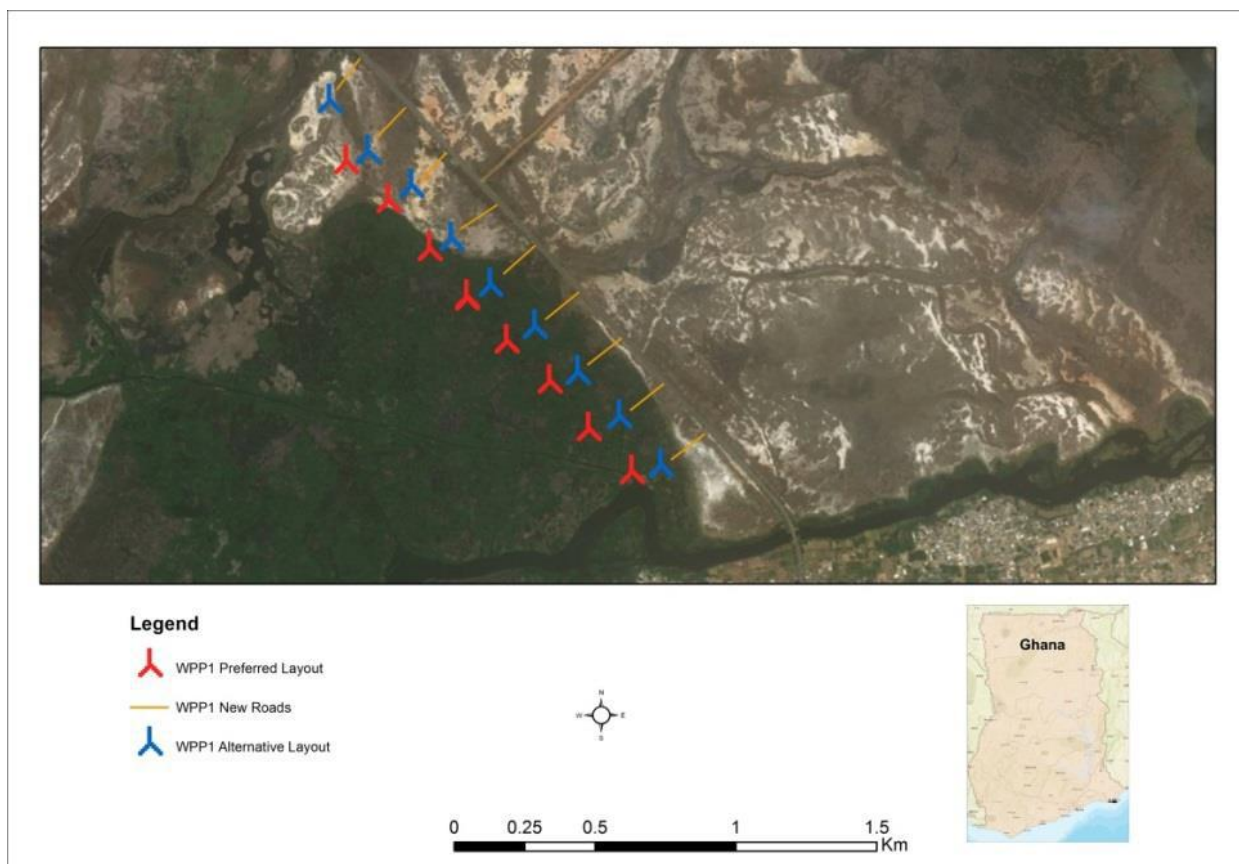 Legend
WPP1 Preferred Layout
WPP1 New Roads
WPP1 Alternative Layout
N
W E
S
0 0.25 0.5 1 1.5
Km
Ghana